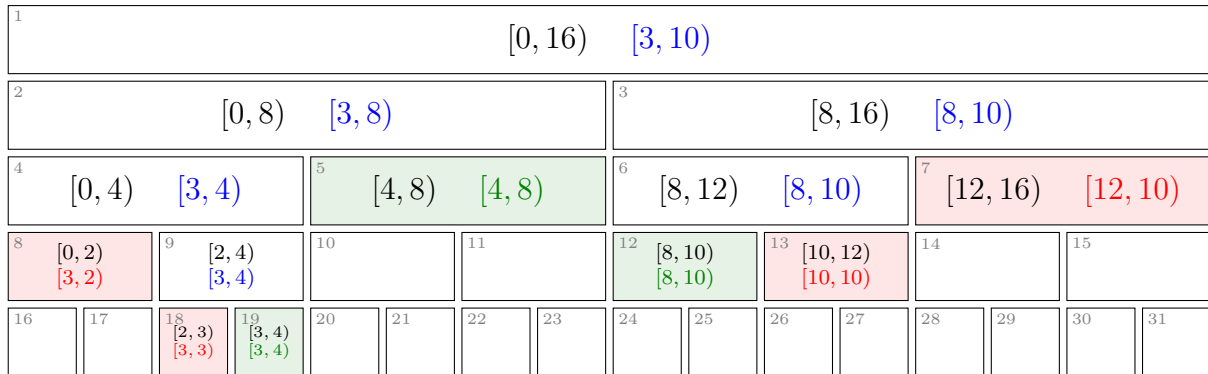 1
[0, 16) [3, 10)
2 3
[0, 8) [3, 8) [8, 16) [8, 10)
4 5 6 7
[0, 4) [3, 4) [4, 8) [4, 8) [8, 12) [8, 10) [12, 16) [12, 10)
8 9 10 11 12 13 14 15
[0, 2) [2, 4) [8, 10) [10, 12)
[3, 2) [3, 4) [8, 10) [10, 10)
16 17 18 19 20 21 22 23 24 25 26 27 28 29 30 31
[2, 3) [3, 4)
[3, 3) [3, 4)